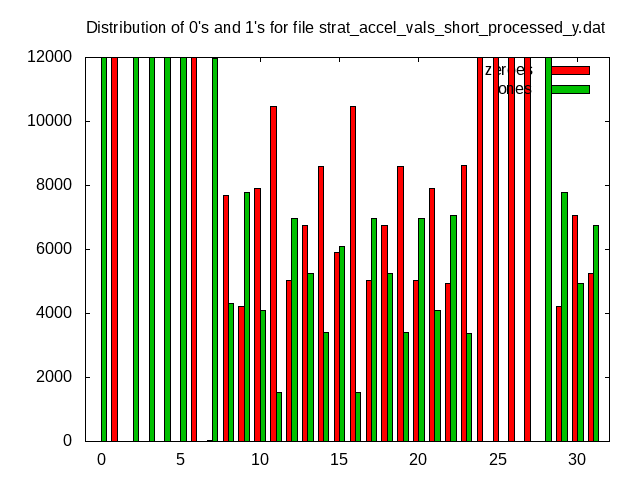 Distribution of 0's and 1's for file strat_accel_vals_short_processed_y.dat
12000
zeroes
ones
10000
8000
6000
4000
2000
0
0 5 10 15 20 25 30